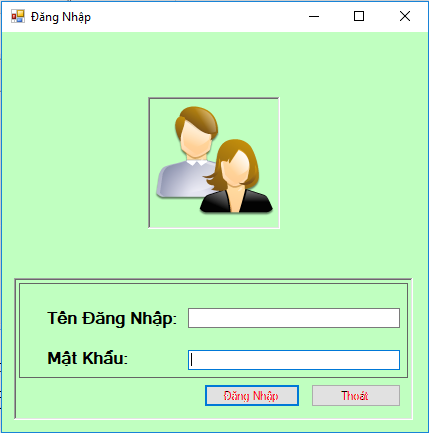 Đăng Nhập
Tên Đăng Nhập:
Mật Khẩu:
Đăng Nhập Thoát